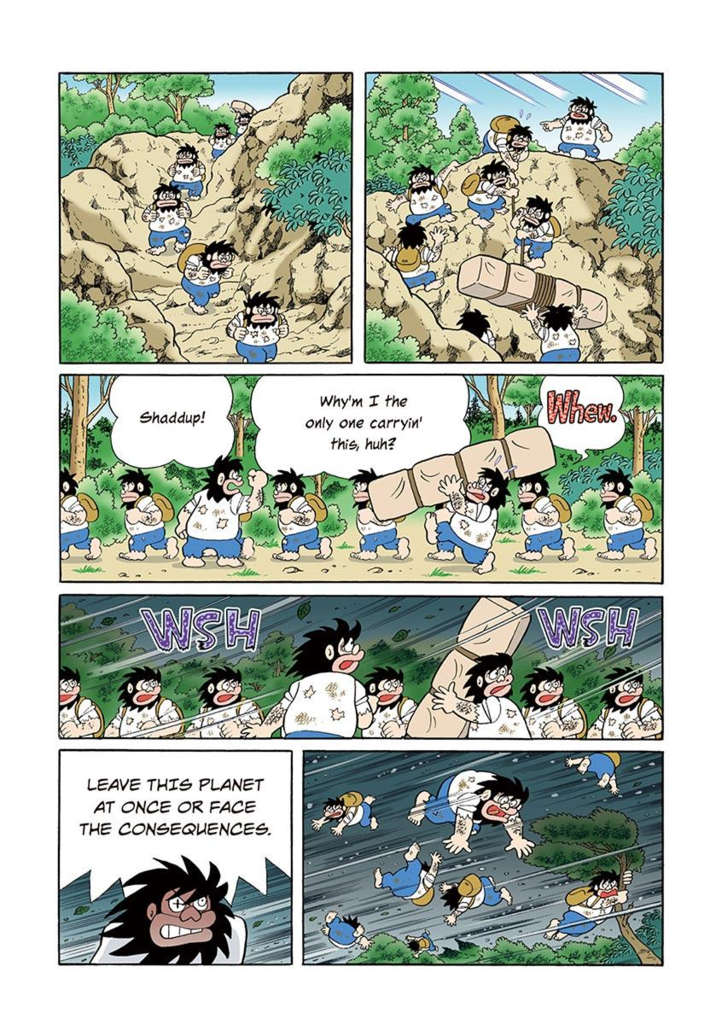 Shaddup!
Why'm I the
only one carryin'
this, huh?
Whew.
WSH
WSH
LEAVE THIS PLANET
AT ONCE OR FACE
THE CONSEQUENCES.